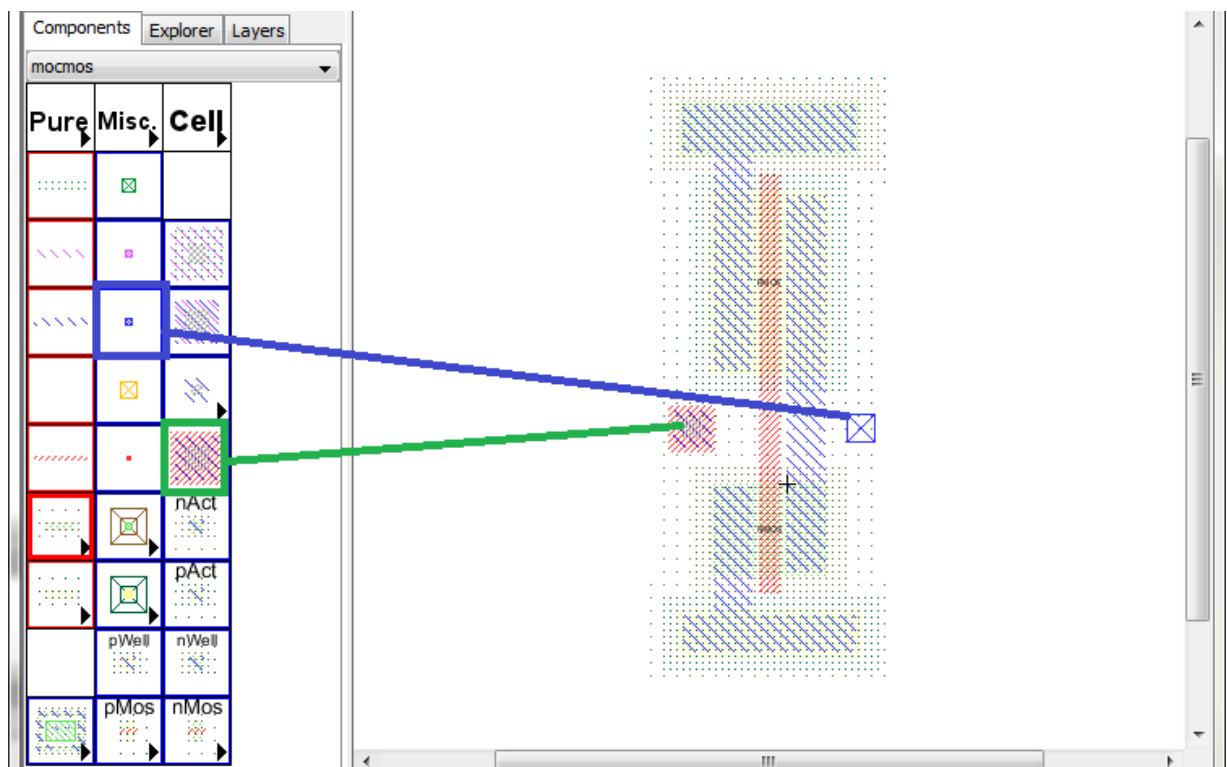 Components Explorer Layers
mocmos
Pure Misc. Cell
nAct
pAct
pWell nWell
pMos nMos